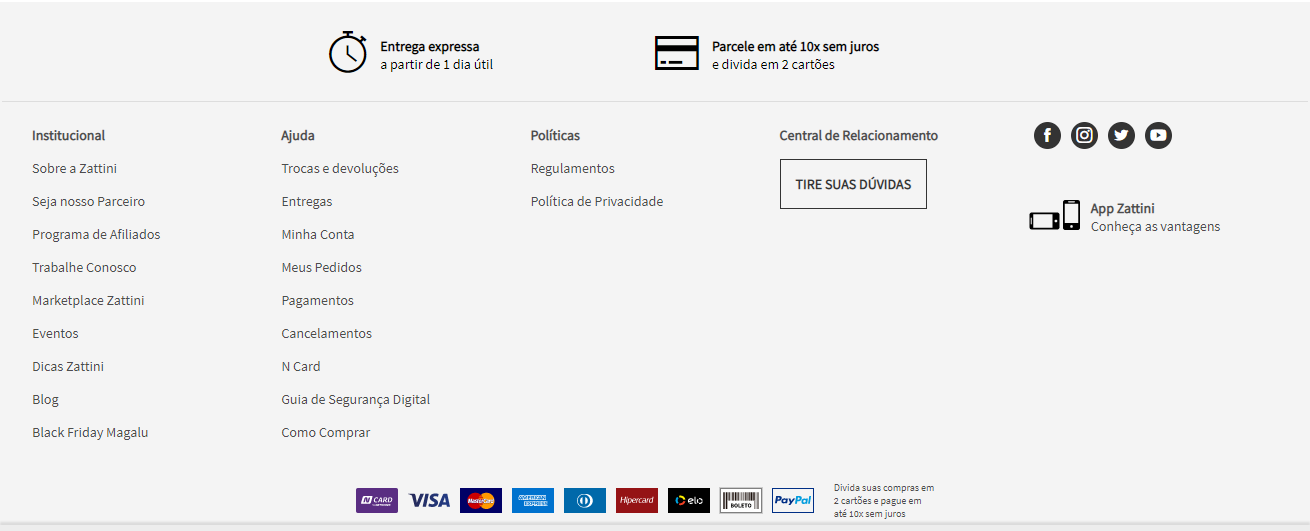 Entrega expressa
a partir de 1 dia útil
Parcele em até 10x sem juros
e divida em 2 cartões
Institucional
Sobre a Zattini
Seja nosso Parceiro
Programa de Afiliados
Trabalhe Conosco
Marketplace Zattini
Eventos
Dicas Zattini
Blog
Black Friday Magalu
Ajuda
Trocas e devoluções
Entregas
Minha Conta
Meus Pedidos
Pagamentos
Cancelamentos
N Card
Guia de Segurança Digital
Como Comprar
Políticas
Regulamentos
Política de Privacidade
Central de Relacionamento
TIRE SUAS DÚVIDAS
App Zattini
Conheça as vantagens
N CARD
VISA
MasterCard
AMERICAN
EXPRESS
Hipercard
elo
BOLETO
PayPal
Divida suas compras em
2 cartões e pague em
até 10x sem juros